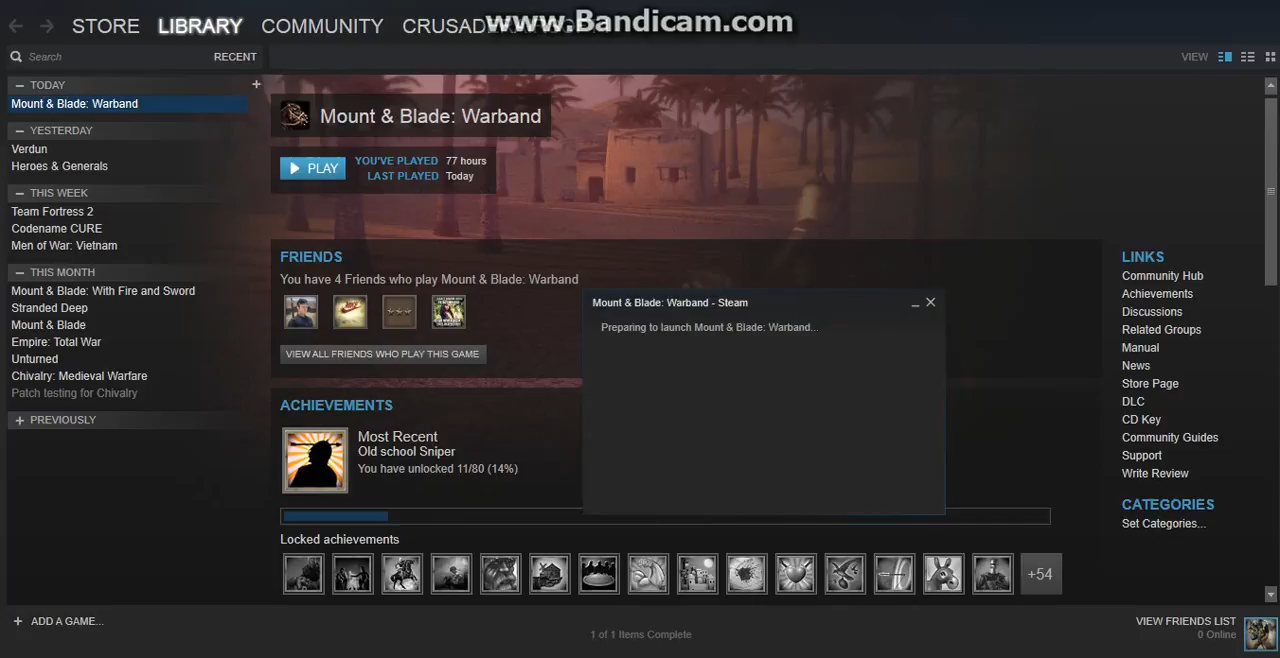 www.Bandicam.com
STORE LIBRARY COMMUNITY
Search RECENT VIEW
TODAY
Mount & Blade: Warband
YESTERDAY
Verdun
Heroes & Generals
THIS WEEK
Team Fortress 2
Codename CURE
Men of War: Vietnam
THIS MONTH
Mount & Blade: With Fire and Sword
Stranded Deep
Mount & Blade
Empire: Total War
Unturned
Chivalry: Medieval Warfare
Patch testing for Chivalry
PREVIOUSLY
Mount & Blade: Warband
PLAY
YOU'VE PLAYED 77 hours
LAST PLAYED Today
FRIENDS
You have 4 Friends who play Mount & Blade: Warband
VIEW ALL FRIENDS WHO PLAY THIS GAME
Mount & Blade: Warband - Steam
Preparing to launch Mount & Blade: Warband...
ACHIEVEMENTS
Most Recent
Old school Sniper
You have unlocked 11/80 (14%)
Locked achievements
+54
LINKS
Community Hub
Achievements
Discussions
Related Groups
Manual
News
Store Page
DLC
CD Key
Community Guides
Support
Write Review
CATEGORIES
Set Categories...
ADD A GAME...
1 of 1 Items Complete
VIEW FRIENDS LIST
0 Online